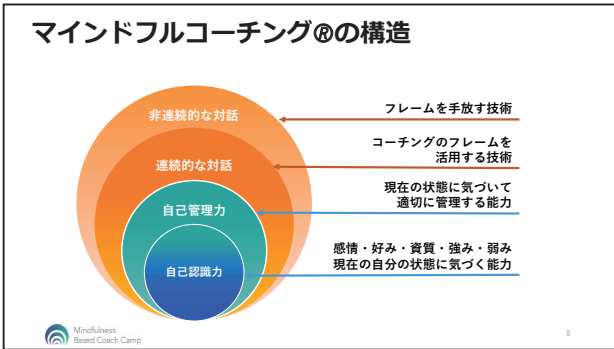 マインドフルコーチング®の構造
非連続的な対話
連続的な対話
自己管理力
自己認識力
フレームを手放す技術
コーチングのフレームを
活用する技術
現在の状態に気づいて
適切に管理する能力
感情・好み・資質・強み・弱み
現在の自分の状態に気づく能力
Mindfulness
Based Coach Camp
8